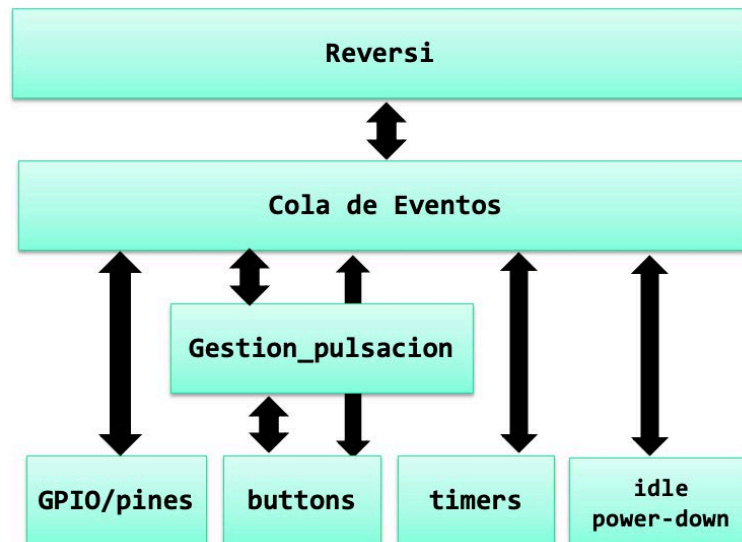 Reversi
Cola de Eventos
Gestion_pulsacion
GPIO/pines
buttons
timers
idle
power-down